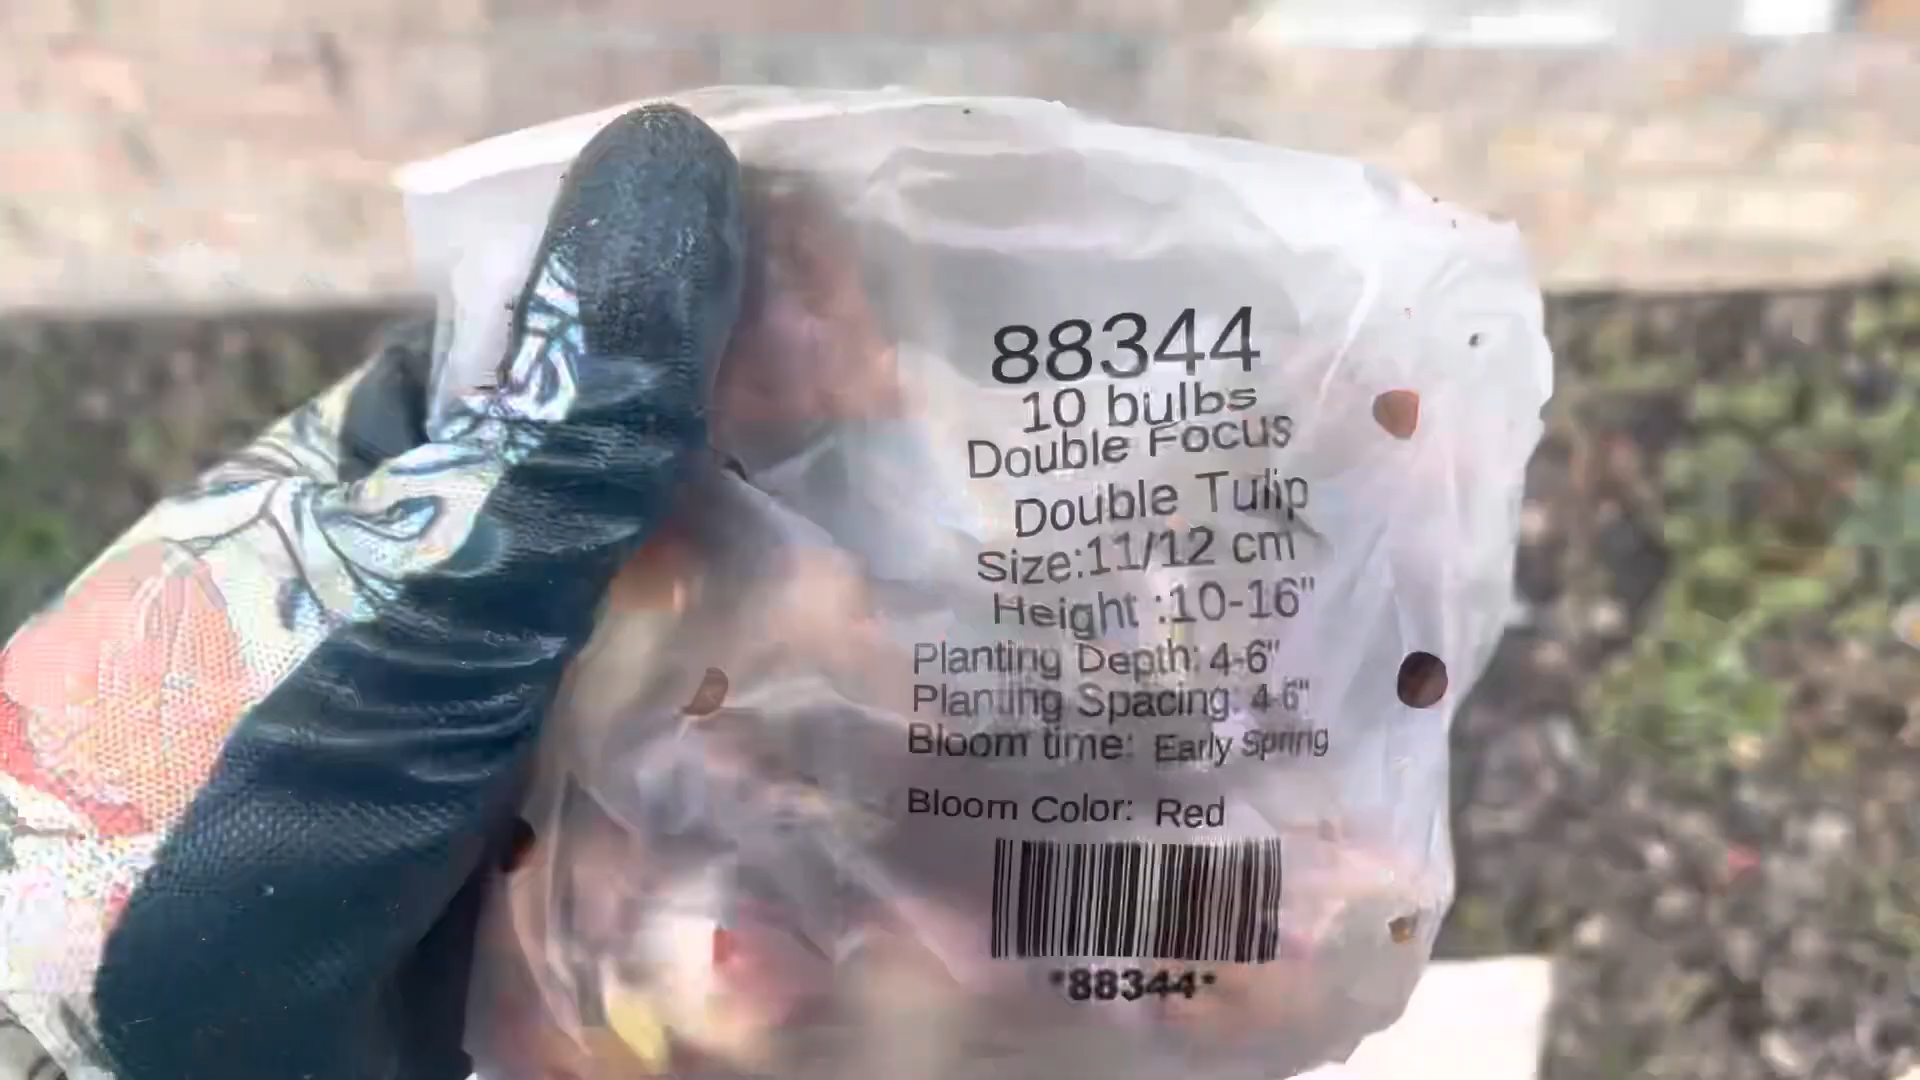 88344
10 bulbs
Double Focus
Double Tulip
Size:11/12 cm
Height :10-16"
Planting Depth: 4-6"
Planting Spacing: 4-6"
Bloom time: Early Spring
Bloom Color: Red
*88344*